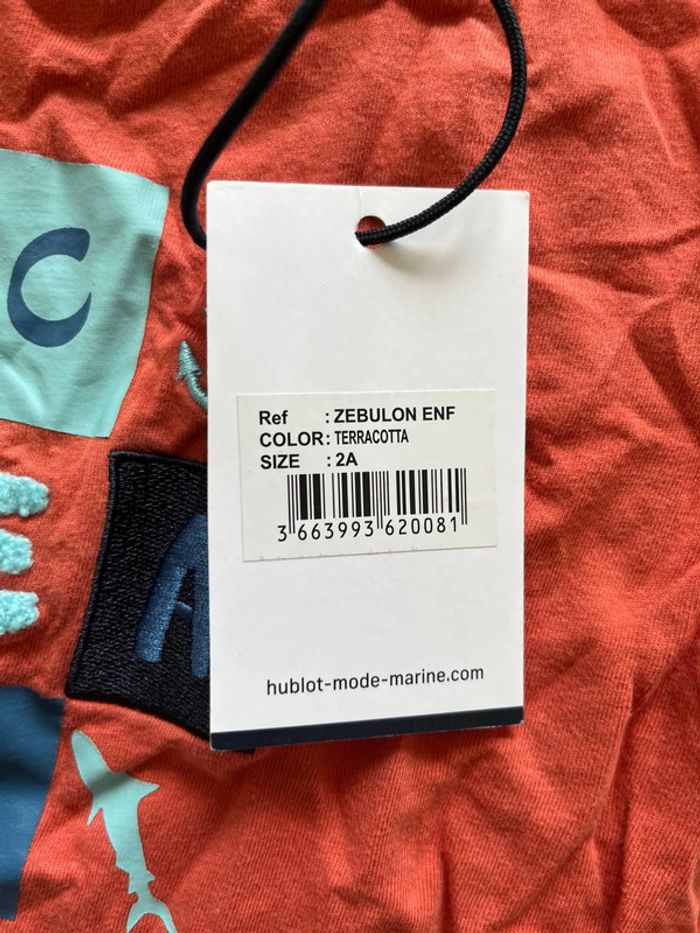 C
Ref : ZEBULON ENF
COLOR: TERRACOTTA
SIZE : 2A
3 663993 620081
A
hublot-mode-marine.com